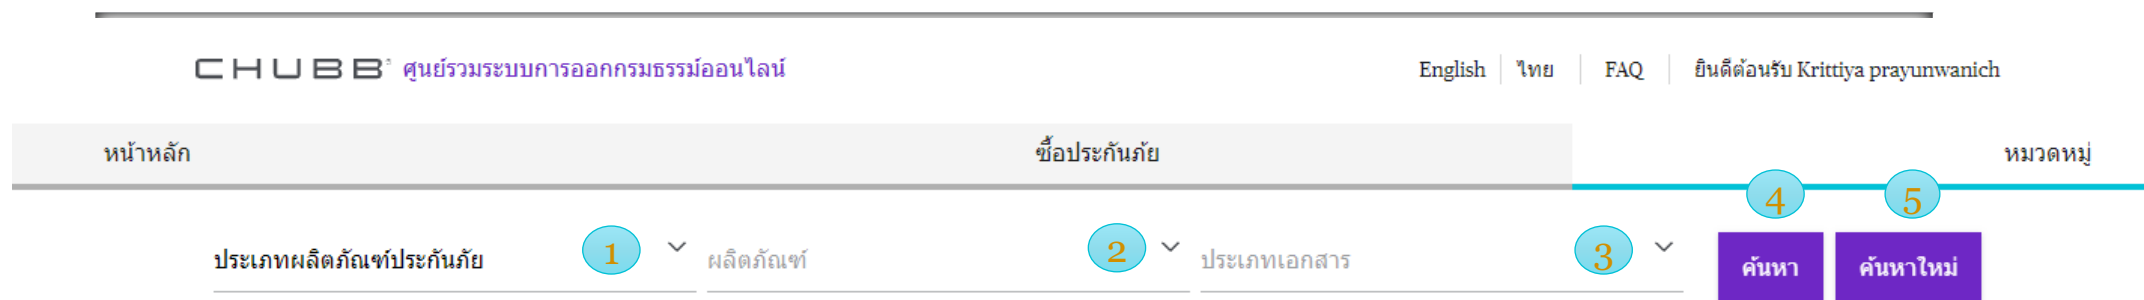 CHUBB® ศูนย์รวมระบบการออกกรมธรรม์ออนไลน์ English ไทย FAQ ยินดีต้อนรับ Krittiya prayunwanich
หน้าหลัก ซื้อประกันภัย หมวดหมู่
4 5
ประเภทผลิตภัณฑ์ประกันภัย 1 ผลิตภัณฑ์ 2 ประเภทเอกสาร 3 ค้นหา ค้นหาใหม่